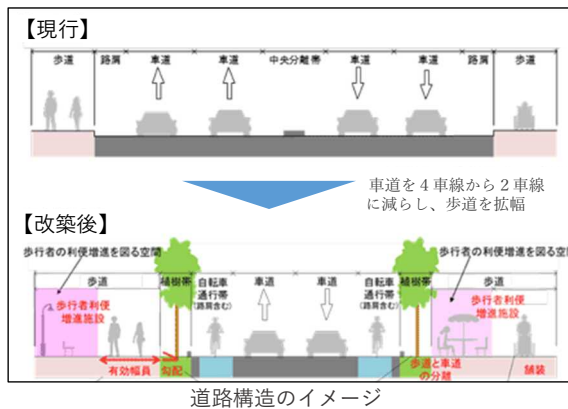 【現行】
歩道 路肩 車道 車道 中央分離帯 車道 車道 路肩 歩道
車道を4車線から2車線
に減らし、歩道を拡幅
【改築後】
歩行者の利便増進を図る空間 歩行者の利便増進を図る空間
歩道 植樹帯 自転車通行帯(路肩含む) 車道 車道 自転車通行帯(路肩含む) 植樹帯 歩道
歩行者利便
増進施設
歩行者利便
増進施設
有効幅員 勾配
歩道と車道
の分離
舗装
道路構造のイメージ